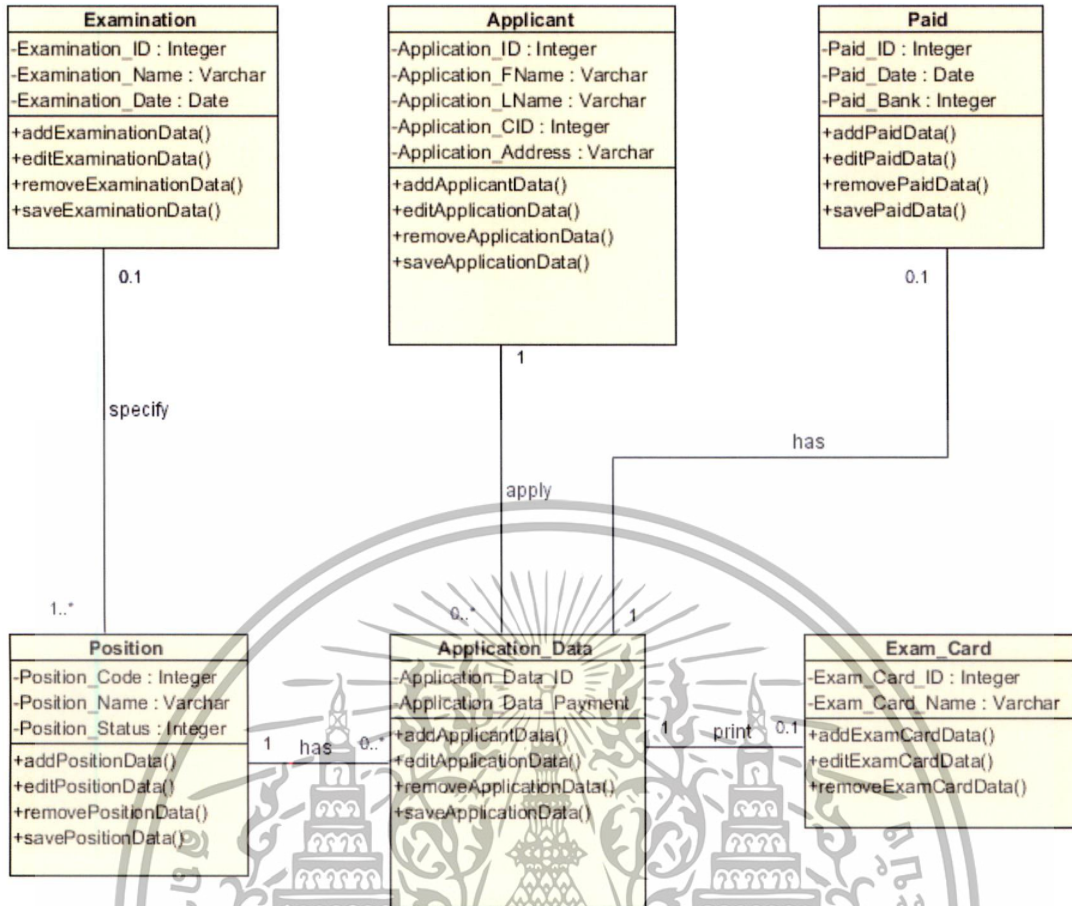 Examination
-Examination_ID : Integer
-Examination_Name : Varchar
-Examination_Date : Date
+addExaminationData()
+editExaminationData()
+removeExaminationData()
+saveExaminationData()
Applicant
-Application_ID : Integer
-Application_FName : Varchar
-Application_LName : Varchar
-Application_CID : Integer
-Application_Address : Varchar
+addApplicantData()
+editApplicationData()
+removeApplicationData()
+saveApplicationData()
Paid
-Paid_ID : Integer
-Paid_Date : Date
-Paid_Bank : Integer
+addPaidData()
+editPaidData()
+removePaidData()
+savePaidData()
0.1
1
0.1
specify
apply
has
1..*
0..*
1
Position
-Position_Code : Integer
-Position_Name : Varchar
-Position_Status : Integer
+addPositionData()
+editPositionData()
+removePositionData()
+savePositionData()
1 has 0..*
Application_Data
-Application_Data_ID
-Application_Data_Payment
+addApplicantData()
+editApplicationData()
+removeApplicationData()
+saveApplicationData()
1 print 0.1
Exam_Card
-Exam_Card_ID : Integer
-Exam_Card_Name : Varchar
+addExamCardData()
+editExamCardData()
+removeExamCardData()